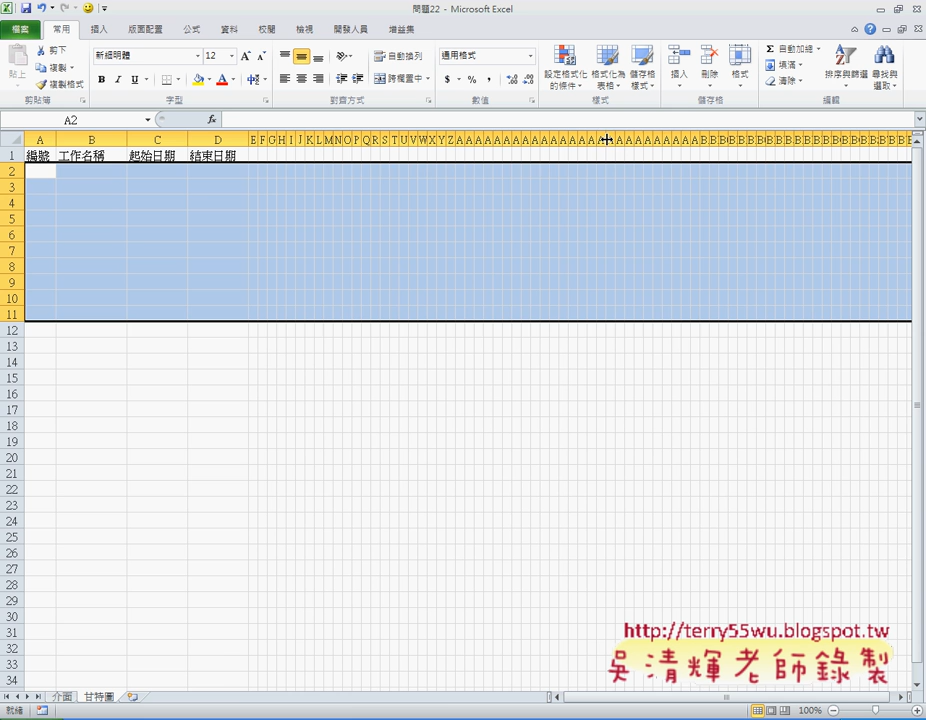 問題22 - Microsoft Excel
檔案 常用 插入 版面配置 公式 資料 校閱 檢視 開發人員 增益集
貼上 剪下 複製 複製格式 剪貼簿
新細明體 12 A A B I U A 字型
自動換列 跨欄置中 對齊方式
通用格式 $ % , 數值
設定格式化的條件 格式化為表格 儲存格樣式 樣式
插入 刪除 格式 儲存格
Σ 自動加總 填滿 清除 排序與篩選 尋找與選取 編輯
A2 fx
A B C D E F G H I J K L M N O P Q R S T U V W X Y Z
1 編號 工作名稱 起始日期 結束日期
2
3
4
5
6
7
8
9
10
11
12
13
14
15
16
17
18
19
20
21
22
23
24
25
26
27
28
29
30
31
32
33
34
http://terry55wu.blogspot.tw
吳清輝老師錄製
介面 甘特圖
就緒 100%